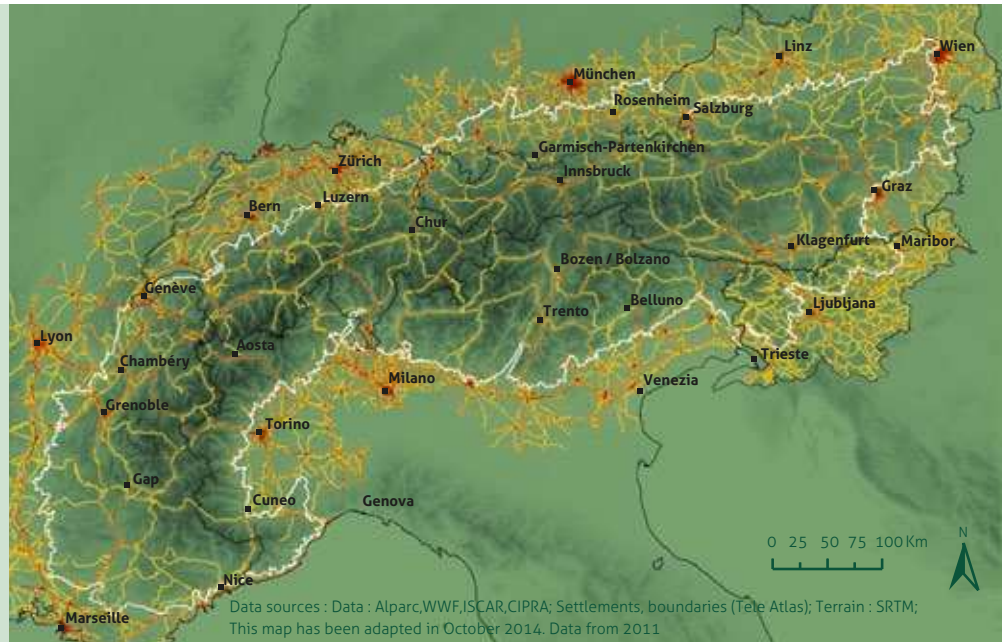 Linz
Wien
München
Rosenheim
Salzburg
Garmisch-Partenkirchen
Zürich
Innsbruck
Luzern
Bern
Graz
Chur
Klagenfurt
Maribor
Bozen / Bolzano
Genève
Belluno
Ljubljana
Trento
Lyon
Aosta
Trieste
Chambéry
Milano
Venezia
Grenoble
Torino
Gap
Cuneo
Genova
N
0 25 50 75 100 Km
Nice
Data sources : Data : Alparc,WWF,ISCAR,CIPRA; Settlements, boundaries (Tele Atlas); Terrain : SRTM;
Marseille
This map has been adapted in October 2014. Data from 2011